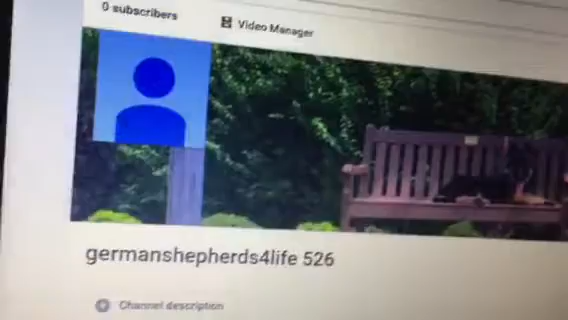 0 subscribers
Video Manager
germanshepherds4life 526
Channel description